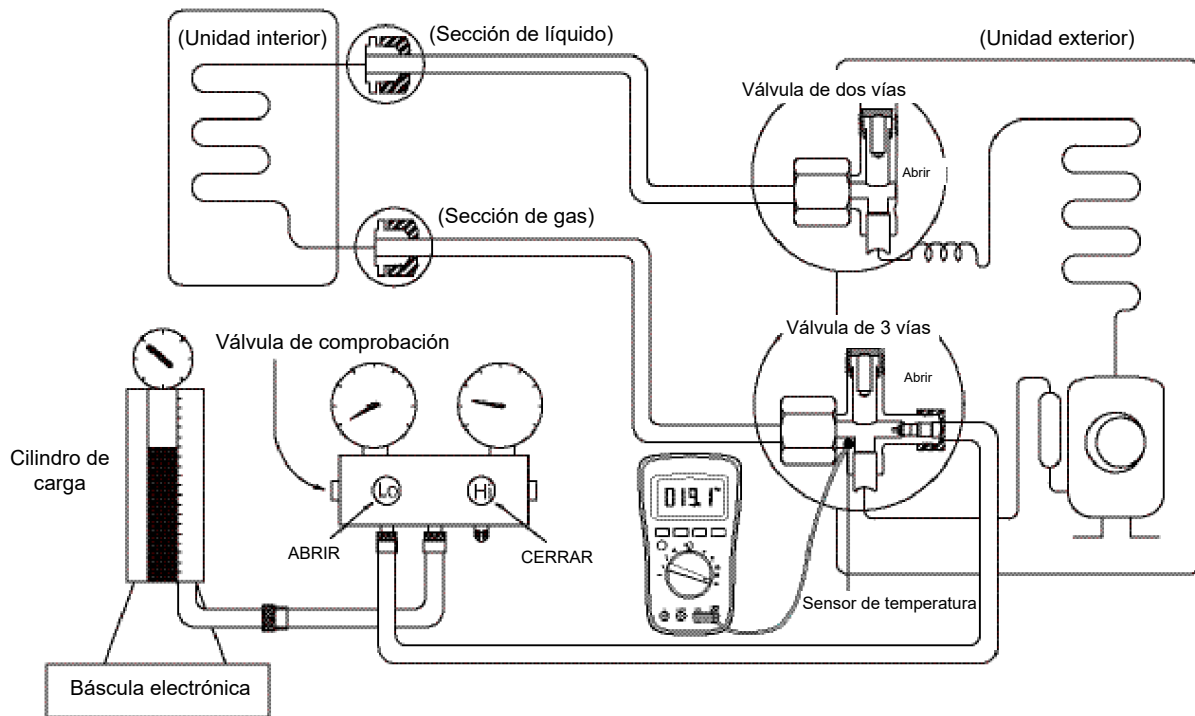 (Unidad interior)
(Sección de líquido)
(Unidad exterior)
Válvula de dos vías
Abrir
(Sección de gas)
Válvula de 3 vías
Abrir
Válvula de comprobación
Cilindro de
carga
Lo
Hi
ABRIR
CERRAR
019.1
Sensor de temperatura
Báscula electrónica